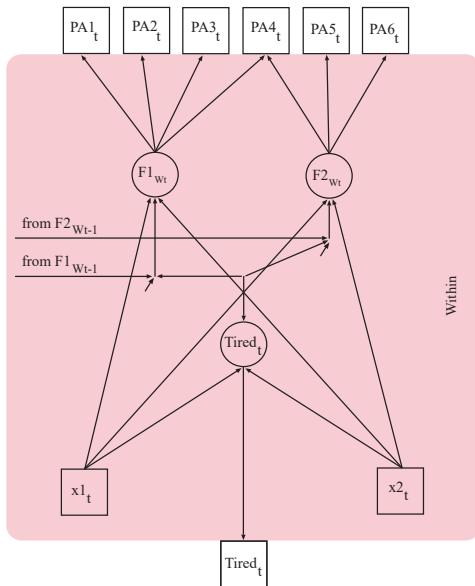 PA1t PA2t PA3t PA4t PA5t PA6t
F1Wt F2Wt
from F2Wt-1
from F1Wt-1
Within
Tiredt
x1t x2t
Tiredt